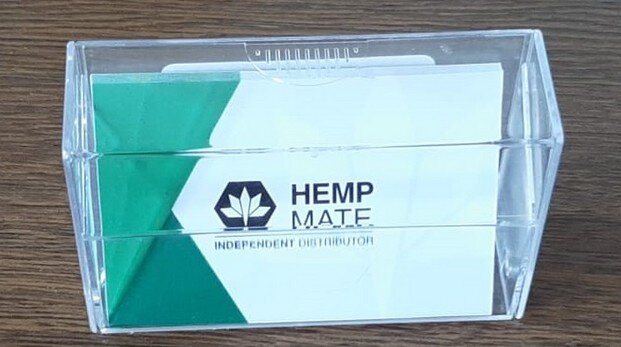 HEMP
MATE
INDEPENDENT DISTRIBUTOR